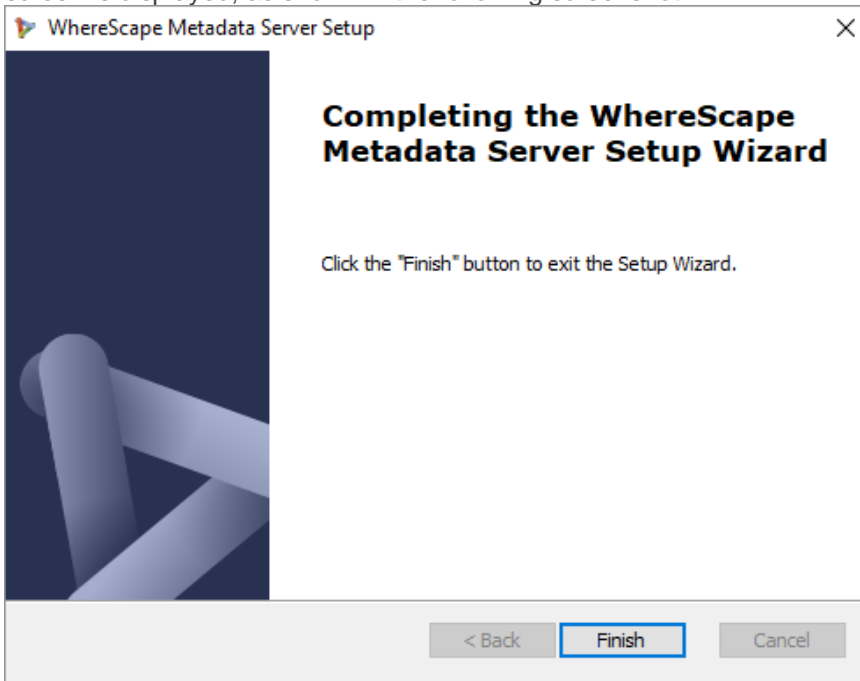 WhereScape Metadata Server Setup
Completing the WhereScape
Metadata Server Setup Wizard
Click the "Finish" button to exit the Setup Wizard.
< Back Finish Cancel